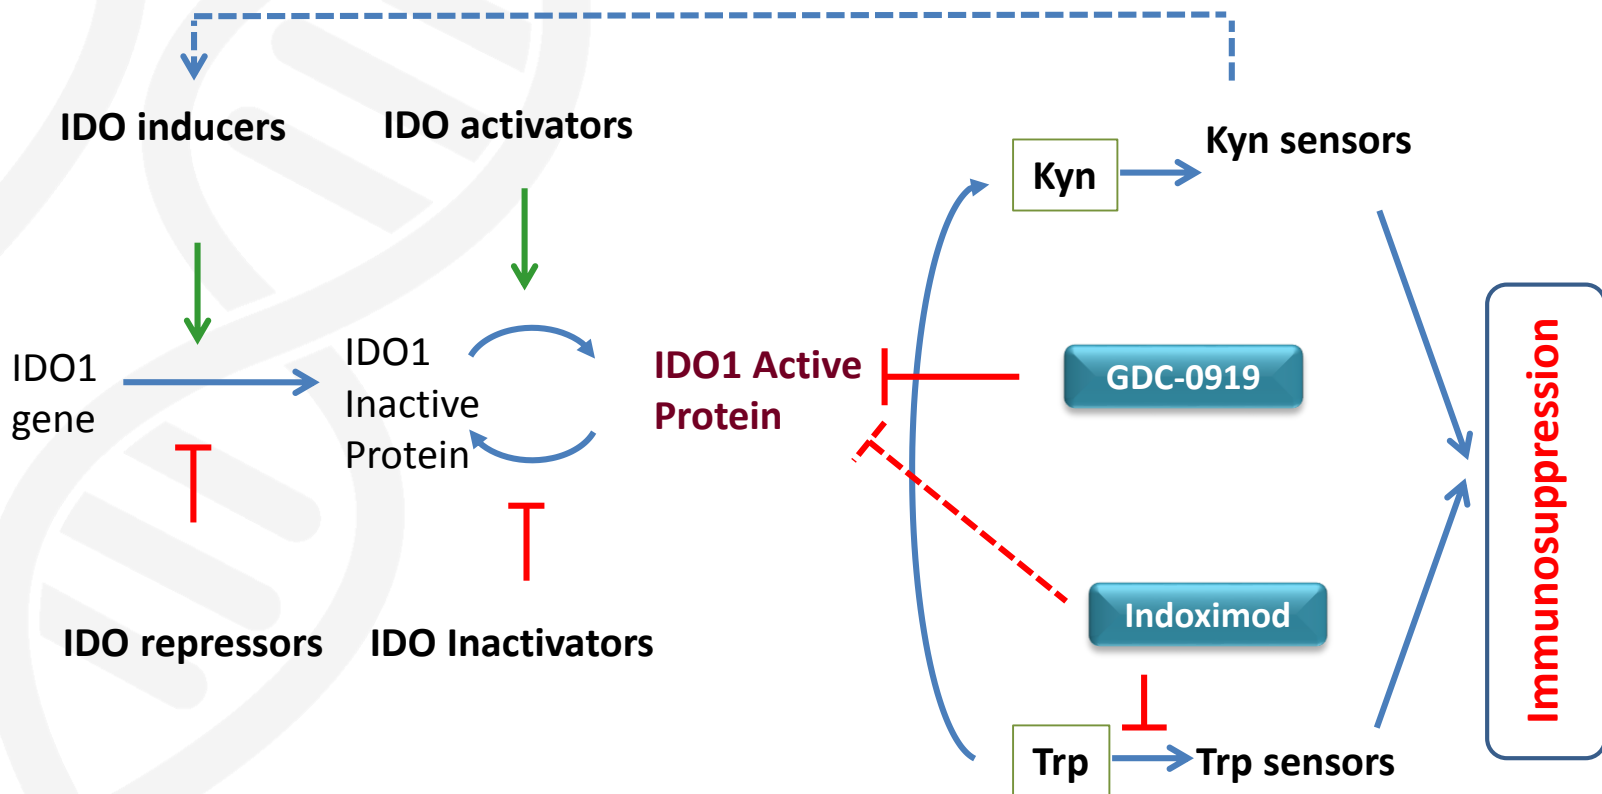 IDO inducers
IDO activators
Kyn
Kyn sensors
IDO1
gene
IDO1
Inactive
Protein
IDO1 Active
Protein
GDC-0919
Immunosuppression
IDO repressors
IDO Inactivators
Indoximod
Trp
Trp sensors